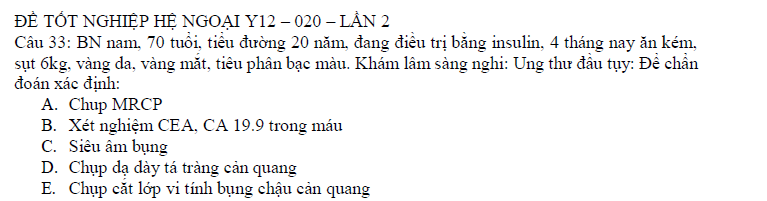 ĐỀ TỐT NGHIỆP HỆ NGOẠI Y12 – 020 – LẦN 2
Câu 33: BN nam, 70 tuổi, tiểu đường 20 năm, đang điều trị bằng insulin, 4 tháng nay ăn kém,
sụt 6kg, vàng da, vàng mắt, tiêu phân bạc màu. Khám lâm sàng nghi: Ung thư đầu tụy: Để chẩn
đoán xác định:
A. Chụp MRCP
B. Xét nghiệm CEA, CA 19.9 trong máu
C. Siêu âm bụng
D. Chụp dạ dày tá tràng cản quang
E. Chụp cắt lớp vi tính bụng chậu cản quang